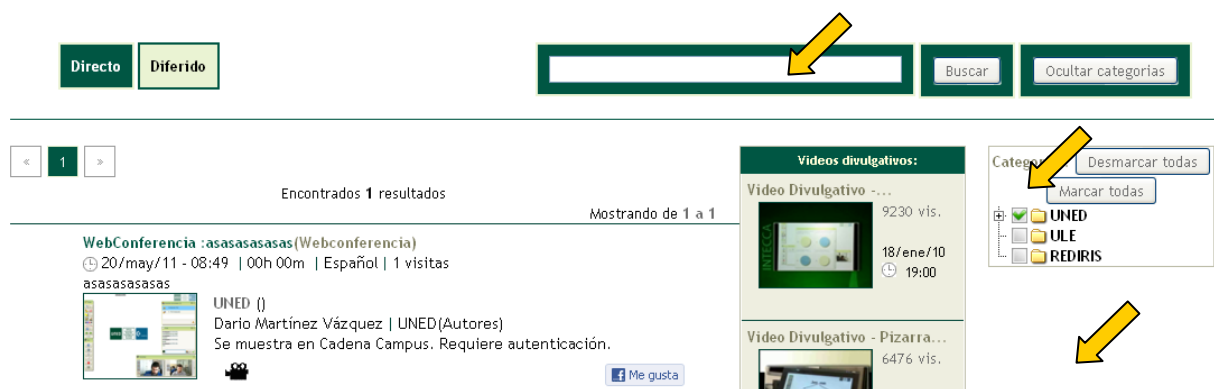 Directo Diferido Buscar Ocultar categorias
« 1 »
Encontrados 1 resultados
Mostrando de 1 a 1
WebConferencia :asasasasasas(Webconferencia)
20/may/11 - 08:49 | 00h 00m | Español | 1 visitas
asasasasasas
UNED ()
Dario Martínez Vázquez | UNED(Autores)
Se muestra en Cadena Campus. Requiere autenticación.
Me gusta
Videos divulgativos:
Video Divulgativo -...
9230 vis.
INTECCA
18/ene/10
19:00
Video Divulgativo - Pizarra...
6476 vis.
Desmarcar todas
Marcar todas
UNED
ULE
REDIRIS